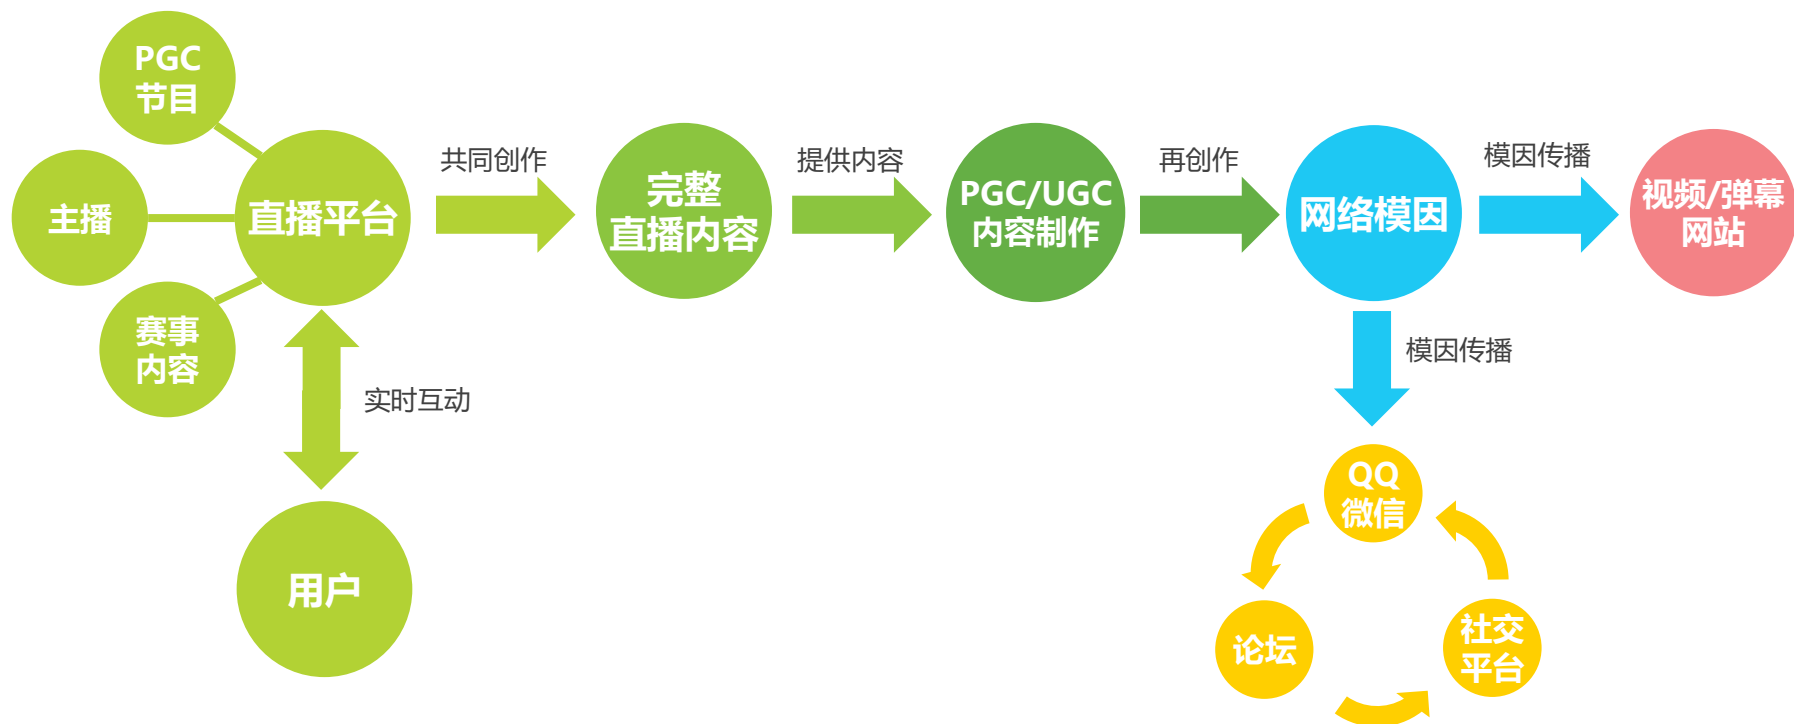 PGC
节目
主播
直播平台
赛事
内容
实时互动
用户
共同创作
完整
直播内容
提供内容
PGC/UGC
内容制作
再创作
网络模因
模因传播
视频/弹幕
网站
模因传播
QQ
微信
论坛
社交
平台